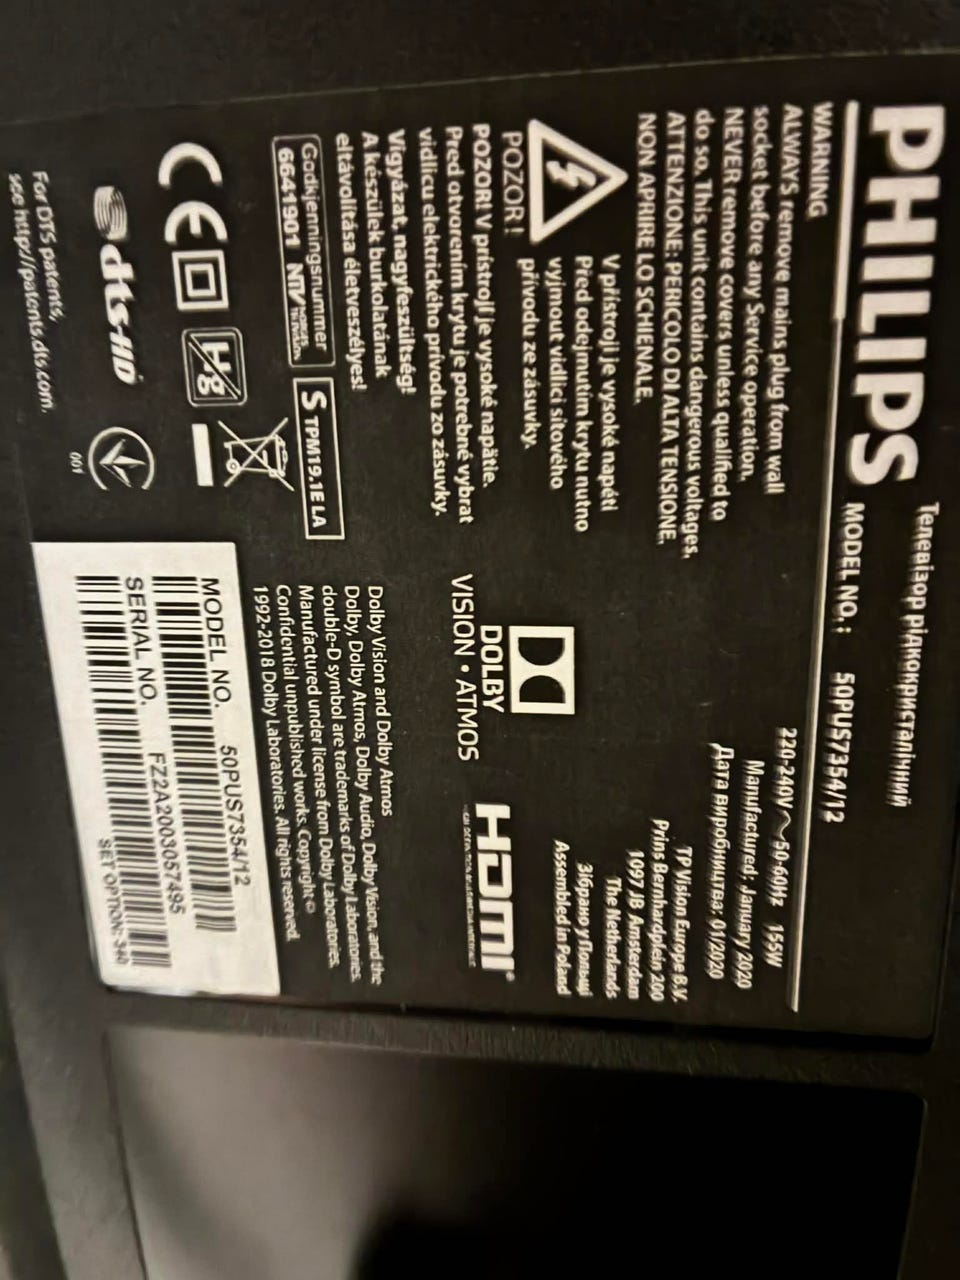 PHILIPS
Телевізор рідкокристалічний
MODEL NO.: 50PUS7354/12
WARNING
ALWAYS remove mains plug from wall
socket before any Service operation.
NEVER remove covers unless qualified to
do so. This unit contains dangerous voltages.
ATTENZIONE: PERICOLO DI ALTA TENSIONE.
NON APRIRE LO SCHIENALE.
220-240V ~ 50-60Hz 155W
Manufactured: January 2020
Дата виробництва: 01/2020
TP Vision Europe B.V.
Prins Bernhardplein 200
1097 JB Amsterdam
The Netherlands
Зібрано у Польщі
Assembled in Poland
POZOR!
V přístroji je vysoké napětí
Před odejmutím krytu nutno
vyjmout vidlici síťového
přívodu ze zásuvky.
POZOR! V prístroji je vysoké napätie.
Pred otvorením krytu je potrebné vybrat
vidlicu elektrického prívodu zo zásuvky.
Vigyázat, nagyfeszültség!
A készülék burkolatának
eltávolítása életveszélyes!
DOLBY
VISION • ATMOS
HDMI®
Godkjenningsnummer
6641901 NTV
S TPM19.1E LA
Dolby Vision and Dolby Atmos
Dolby, Dolby Atmos, Dolby Audio, Dolby Vision, and the
double-D symbol are trademarks of Dolby Laboratories.
Manufactured under license from Dolby Laboratories.
Confidential unpublished works. Copyright ©
1992-2018 Dolby Laboratories. All rights reserved.
CE
Hg
dts-HD
001
For DTS patents,
see http://patents.dts.com.
MODEL NO. 50PUS7354/12
SERIAL NO. FZ2A2003057495
SET OPTION: